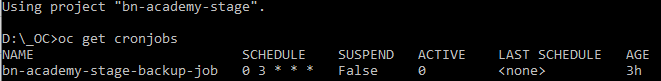 Using project "bn-academy-stage".
D:\_OC>oc get cronjobs
NAME SCHEDULE SUSPEND ACTIVE LAST SCHEDULE AGE
bn-academy-stage-backup-job 0 3 * * * False 0 <none> 3h